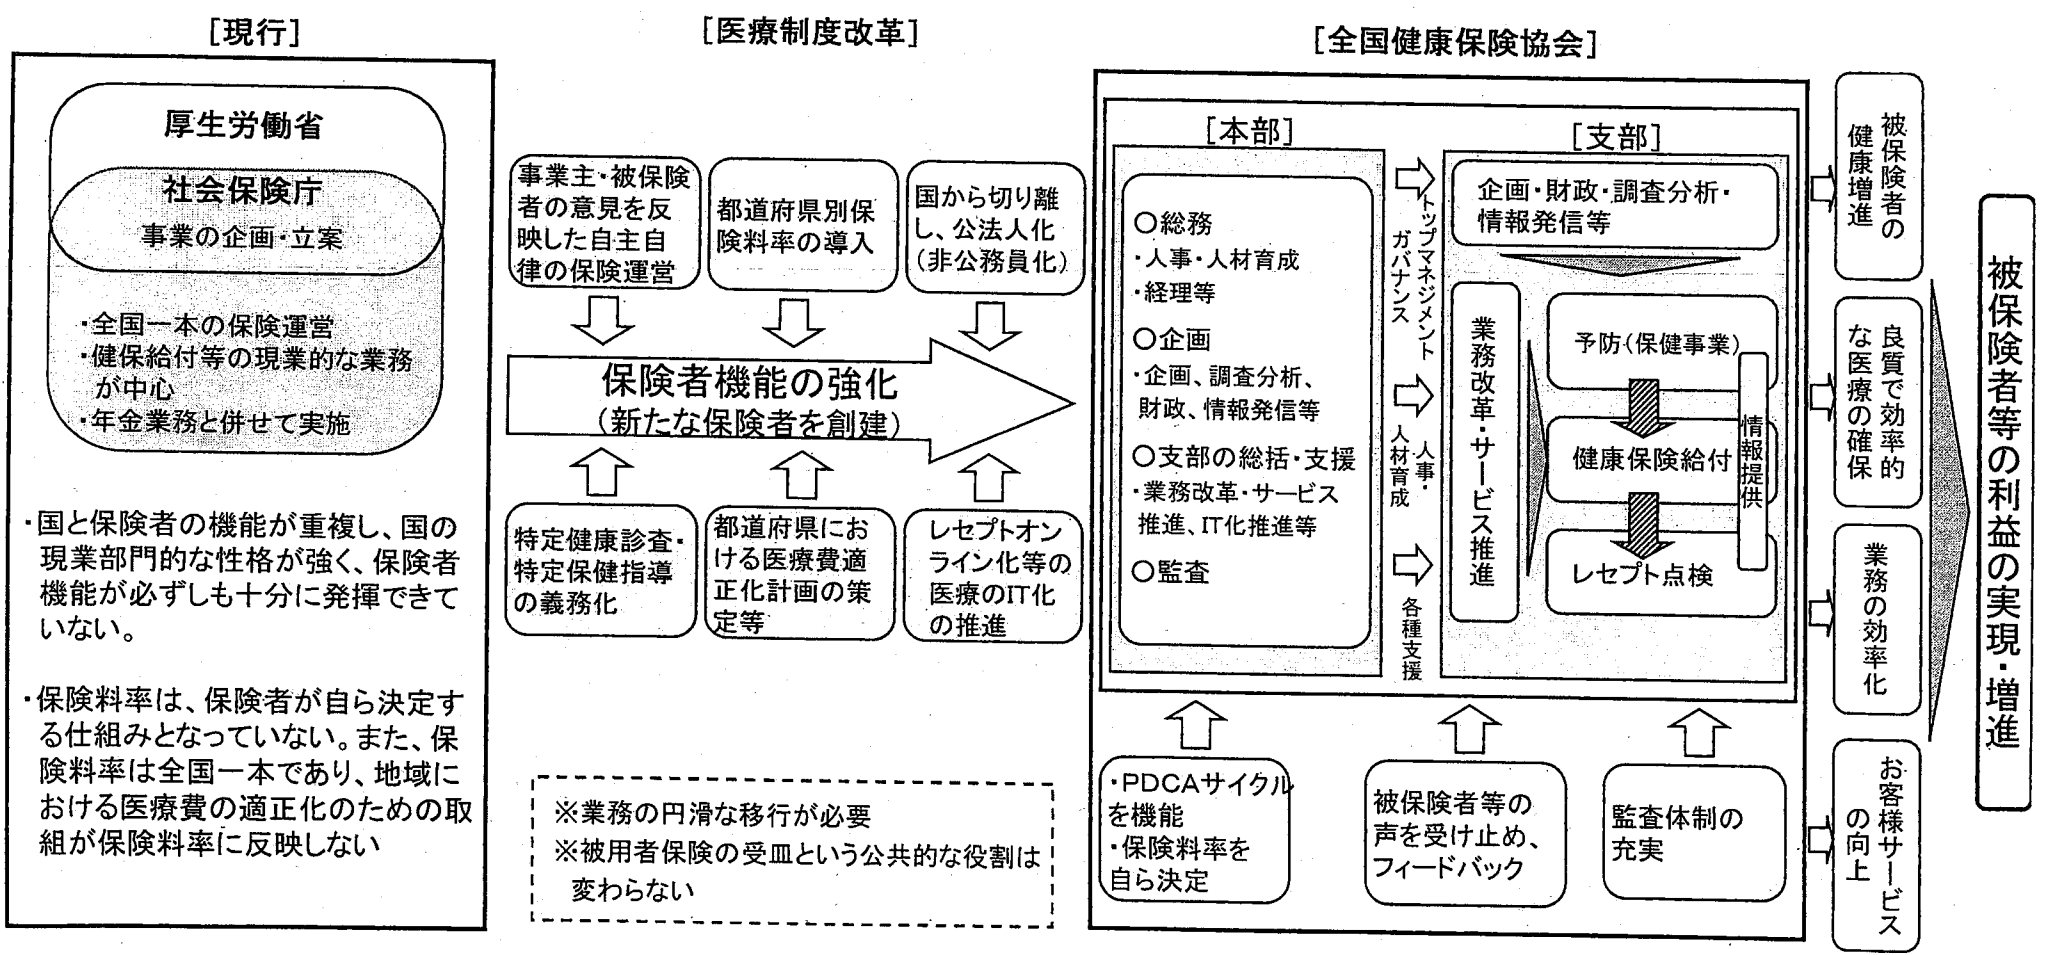 ［現行］
厚生労働省
社会保険庁
事業の企画・立案
・全国一本の保険運営
・健保給付等の現業的な業務
が中心
・年金業務と併せて実施
・国と保険者の機能が重複し、国の
現業部門的な性格が強く、保険者
機能が必ずしも十分に発揮できて
いない。
・保険料率は、保険者が自ら決定す
る仕組みとなっていない。また、保
険料率は全国一本であり、地域に
おける医療費の適正化のための取
組が保険料率に反映しない
［医療制度改革］
事業主・被保険
者の意見を反
映した自主自
律の保険運営
都道府県別保
険料率の導入
国から切り離
し、公法人化
（非公務員化）
保険者機能の強化
（新たな保険者を創建）
特定健康診査・
特定保健指導
の義務化
都道府県にお
ける医療費適
正化計画の策
定等
レセプトオン
ライン化等の
医療のIT化
の推進
※業務の円滑な移行が必要
※被用者保険の受皿という公共的な役割は
変わらない
［全国健康保険協会］
［本部］
○総務
・人事・人材育成
・経理等
○企画
・企画、調査分析、
財政、情報発信等
○支部の総括・支援
・業務改革・サービス
推進、IT化推進等
○監査
トップマネジメント
ガバナンス
人事・
人材育成
各種支援
［支部］
企画・財政・調査分析・
情報発信等
業務改革・サービス推進
予防（保健事業）
健康保険給付
レセプト点検
情報提供
・PDCAサイクル
を機能
・保険料率を
自ら決定
被保険者等の
声を受け止め、
フィードバック
監査体制の
充実
被保険者の
健康増進
良質で効率的
な医療の確保
業務の効率化
お客様サービス
の向上
被保険者等の利益の実現・増進